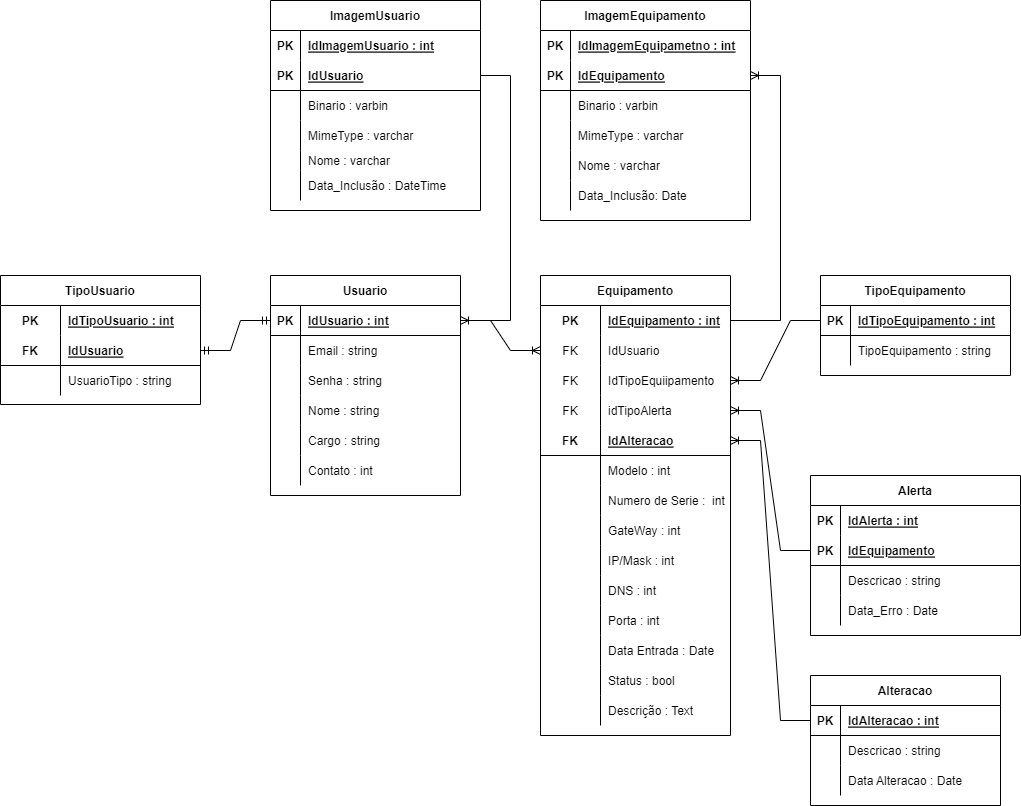 ImagemUsuario
PK IdImagemUsuario : int
PK IdUsuario
Binario : varbin
MimeType : varchar
Nome : varchar
Data_Inclusão : DateTime
ImagemEquipamento
PK IdImagemEquipametno : int
PK IdEquipamento
Binario : varbin
MimeType : varchar
Nome : varchar
Data_Inclusão: Date
TipoUsuario
PK IdTipoUsuario : int
FK IdUsuario
UsuarioTipo : string
Usuario
PK IdUsuario : int
Email : string
Senha : string
Nome : string
Cargo : string
Contato : int
Equipamento
PK IdEquipamento : int
FK IdUsuario
FK IdTipoEquiipamento
FK idTipoAlerta
FK IdAlteracao
Modelo : int
Numero de Serie : int
GateWay : int
IP/Mask : int
DNS : int
Porta : int
Data Entrada : Date
Status : bool
Descrição : Text
TipoEquipamento
PK IdTipoEquipamento : int
TipoEquipamento : string
Alerta
PK IdAlerta : int
PK IdEquipamento
Descricao : string
Data_Erro : Date
Alteracao
PK IdAlteracao : int
Descricao : string
Data Alteracao : Date